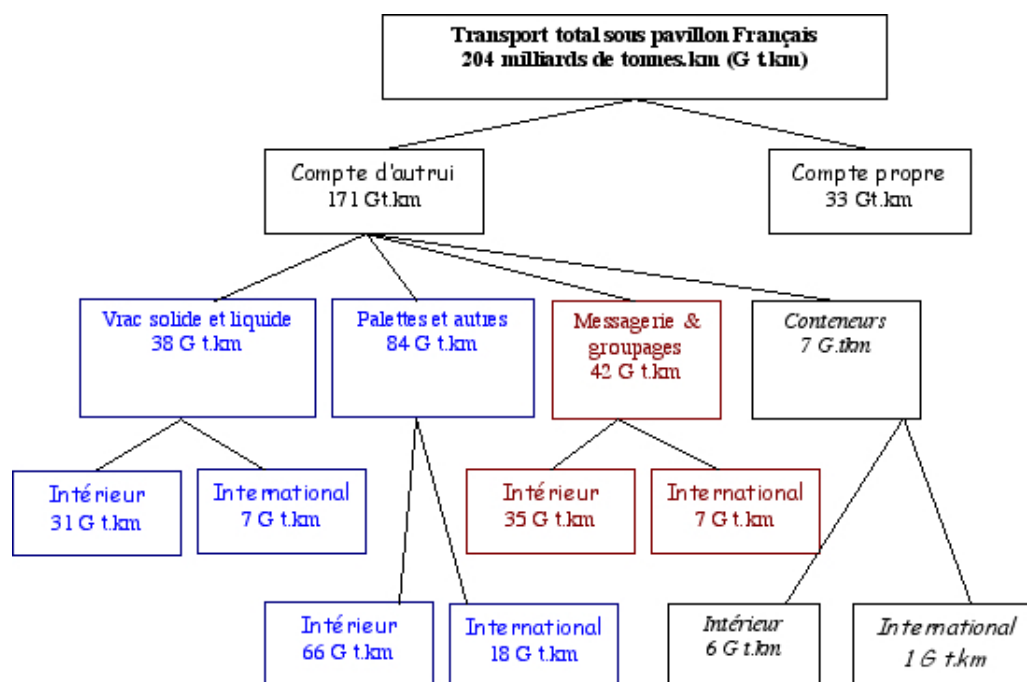 Transport total sous pavillon Français
204 milliards de tonnes.km (G t.km)
Compte d'autrui
171 Gt.km
Compte propre
33 Gt.km
Vrac solide et liquide
38 G t.km
Palettes et autres
84 G t.km
Messagerie &
groupages
42 G t.km
Conteneurs
7 G.tkm
Intérieur
31 G t.km
International
7 G t.km
Intérieur
35 G t.km
International
7 G t.km
Intérieur
66 G t.km
International
18 G t.km
Intérieur
6 G t.km
International
1 G t.km